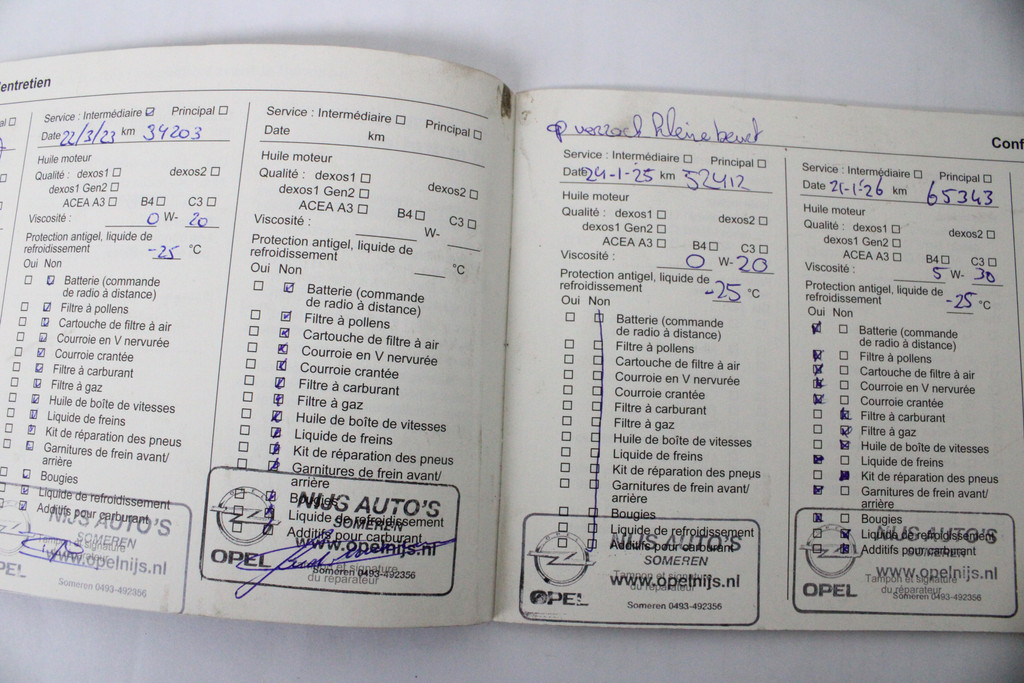 entretien
al ☐
Service : Intermédiaire ☑ Principal ☐
Date 22/3/23 km 34203
Huile moteur
Qualité : dexos1 ☐ dexos2 ☐
dexos1 Gen2 ☐
ACEA A3 ☐ B4 ☐ C3 ☐
Viscosité : 0 W- 20
Protection antigel, liquide de
refroidissement -25 °C
Oui Non
Batterie (commande
de radio à distance)
Filtre à pollens
Cartouche de filtre à air
Courroie en V nervurée
Courroie crantée
Filtre à carburant
Filtre à gaz
Huile de boîte de vitesses
Liquide de freins
Kit de réparation des pneus
Garnitures de frein avant/
arrière
Bougies
Liquide de refroidissement
Additifs pour carburant
NIJS AUTO'S
SOMEREN
Tampon et signature
www.opelnijs.nl
du réparateur
OPEL
Someren 0493-492356
Service : Intermédiaire ☐ Principal ☐
Date km
Huile moteur
Qualité : dexos1 ☐ dexos2 ☐
dexos1 Gen2 ☐
ACEA A3 ☐ B4 ☐ C3 ☐
Viscosité : W-
Protection antigel, liquide de
refroidissement °C
Oui Non
Batterie (commande
de radio à distance)
Filtre à pollens
Cartouche de filtre à air
Courroie en V nervurée
Courroie crantée
Filtre à carburant
Filtre à gaz
Huile de boîte de vitesses
Liquide de freins
Kit de réparation des pneus
Garnitures de frein avant/
arrière
Bougies
Liquide de refroidissement
Additifs pour carburant
NIJS AUTO'S
SOMEREN
www.opelnijs.nl
OPEL
Tampon et signature
du réparateur
Someren 0493-492356
op verzoek kleine beurt
Service : Intermédiaire ☐ Principal ☐
Date 24-1-25 km 52412
Huile moteur
Qualité : dexos1 ☐ dexos2 ☐
dexos1 Gen2 ☐
ACEA A3 ☐ B4 ☐ C3 ☐
Viscosité : 0 W- 20
Protection antigel, liquide de
refroidissement -25 °C
Oui Non
Batterie (commande
de radio à distance)
Filtre à pollens
Cartouche de filtre à air
Courroie en V nervurée
Courroie crantée
Filtre à carburant
Filtre à gaz
Huile de boîte de vitesses
Liquide de freins
Kit de réparation des pneus
Garnitures de frein avant/
arrière
Bougies
Liquide de refroidissement
Additifs pour carburant
NIJS AUTO'S
SOMEREN
Tampon et signature
www.opelnijs.nl
du réparateur
OPEL
Someren 0493-492356
Conf
Service : Intermédiaire ☐ Principal ☐
Date 21-1-26 km 65343
Huile moteur
Qualité : dexos1 ☐ dexos2 ☐
dexos1 Gen2 ☐
ACEA A3 ☐ B4 ☐ C3 ☐
Viscosité : 5 W- 30
Protection antigel, liquide de
refroidissement -25 °C
Oui Non
Batterie (commande
de radio à distance)
Filtre à pollens
Cartouche de filtre à air
Courroie en V nervurée
Courroie crantée
Filtre à carburant
Filtre à gaz
Huile de boîte de vitesses
Liquide de freins
Kit de réparation des pneus
Garnitures de frein avant/
arrière
Bougies
Liquide de refroidissement
Additifs pour carburant
NIJS AUTO'S
SOMEREN
www.opelnijs.nl
Tampon et signature
du réparateur
OPEL
Someren 0493-492356